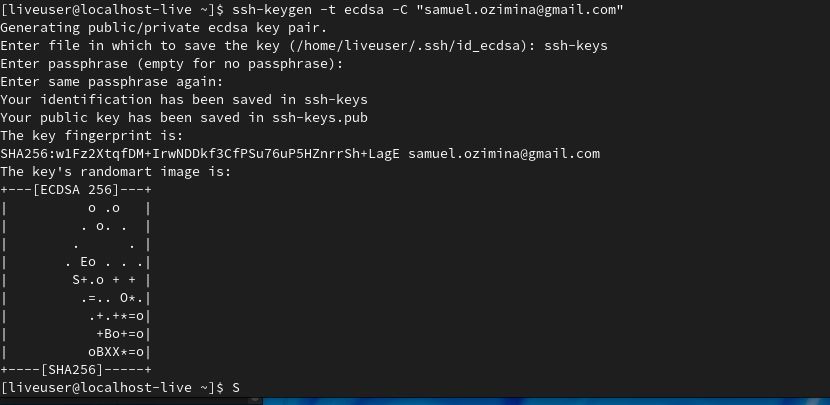 [liveuser@localhost-live ~]$ ssh-keygen -t ecdsa -C "samuel.ozimina@gmail.com"
Generating public/private ecdsa key pair.
Enter file in which to save the key (/home/liveuser/.ssh/id_ecdsa): ssh-keys
Enter passphrase (empty for no passphrase):
Enter same passphrase again:
Your identification has been saved in ssh-keys
Your public key has been saved in ssh-keys.pub
The key fingerprint is:
SHA256:w1Fz2XtqfDM+IrwNDDkf3CfPSu76uP5HZnrrSh+LagE samuel.ozimina@gmail.com
The key's randomart image is:
+---[ECDSA 256]---+
|          o .o   |
|         . o. .  |
|        .      . |
|       . Eo . . .|
|        S+.o + + |
|         .=.. O*.|
|          .+.+*=o|
|           +Bo+=o|
|          oBXX*=o|
+----[SHA256]-----+
[liveuser@localhost-live ~]$ S